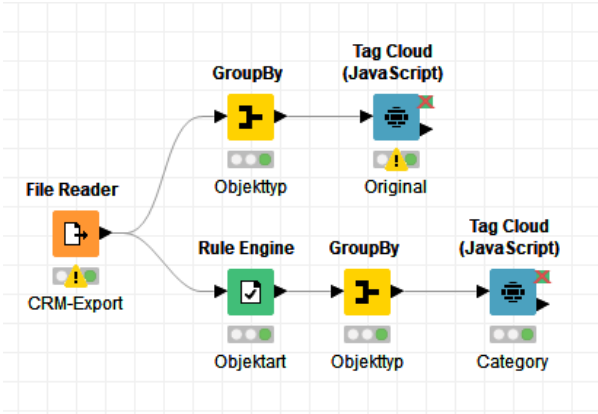 Tag Cloud
(JavaScript)
GroupBy
Objekttyp
Original
File Reader
CRM-Export
Tag Cloud
(JavaScript)
Rule Engine
GroupBy
Objektart
Objekttyp
Category